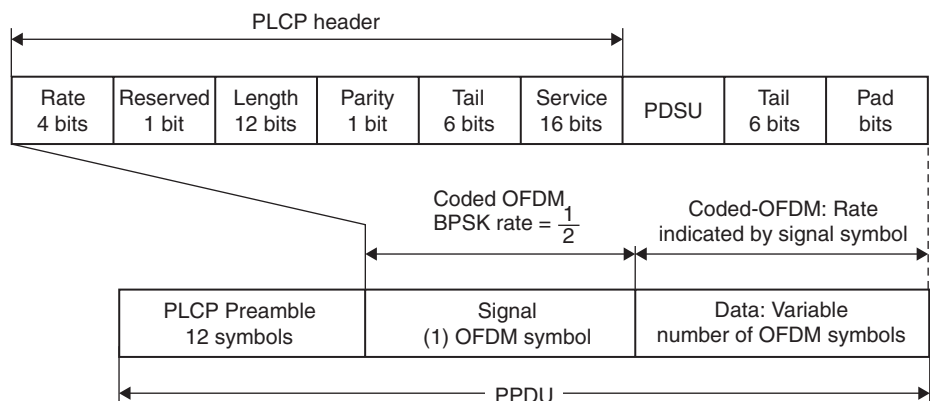 PLCP header
Rate
4 bits
Reserved
1 bit
Length
12 bits
Parity
1 bit
Tail
6 bits
Service
16 bits
PDSU
Tail
6 bits
Pad
bits
Coded OFDM
BPSK rate = 1/2
Coded-OFDM: Rate
indicated by signal symbol
PLCP Preamble
12 symbols
Signal
(1) OFDM symbol
Data: Variable
number of OFDM symbols
PPDU